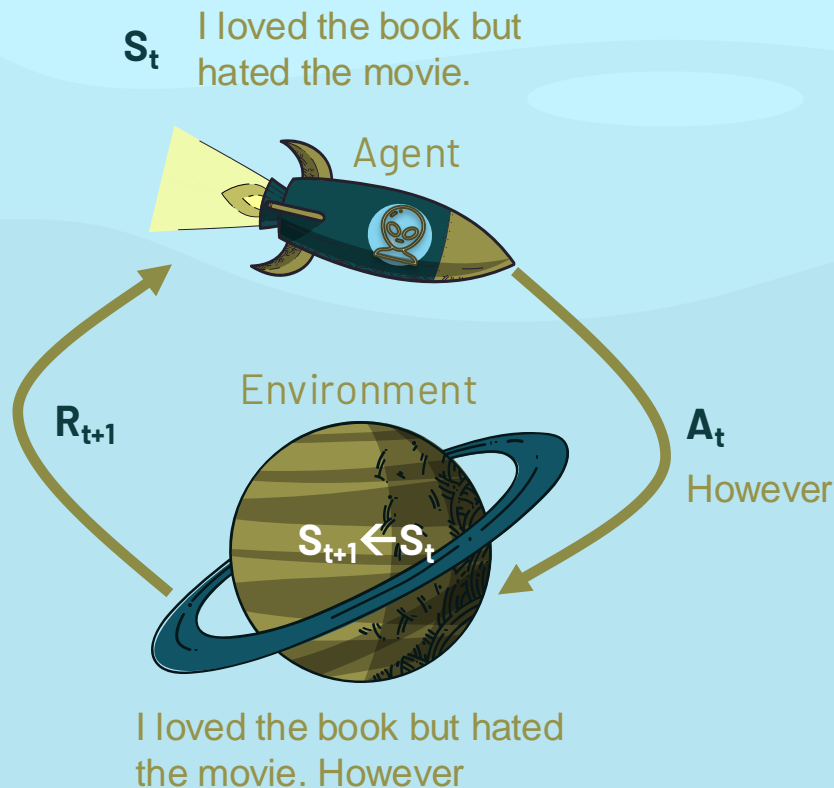 Sₜ
I loved the book but
hated the movie.
Agent
Environment
Rₜ₊₁
Aₜ
However
Sₜ₊₁←Sₜ
I loved the book but hated
the movie. However